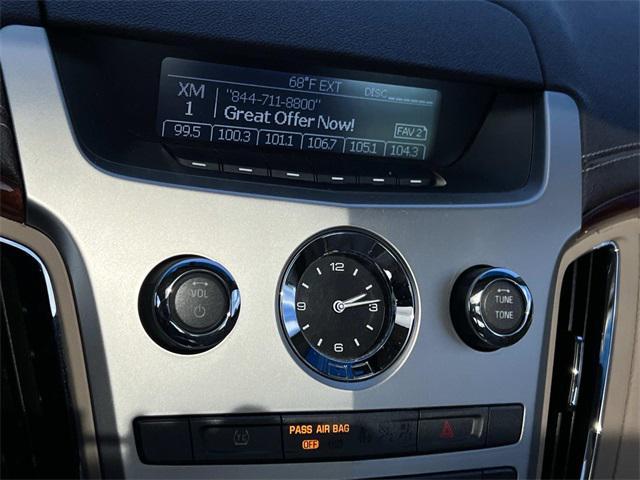 68°F EXT
DISC
XM
1
"844-711-8800"
Great Offer Now!
FAV 2
99.5 100.3 101.1 106.7 105.1 104.3
VOL
12
3
6
9
TUNE
TONE
PASS AIR BAG
OFF